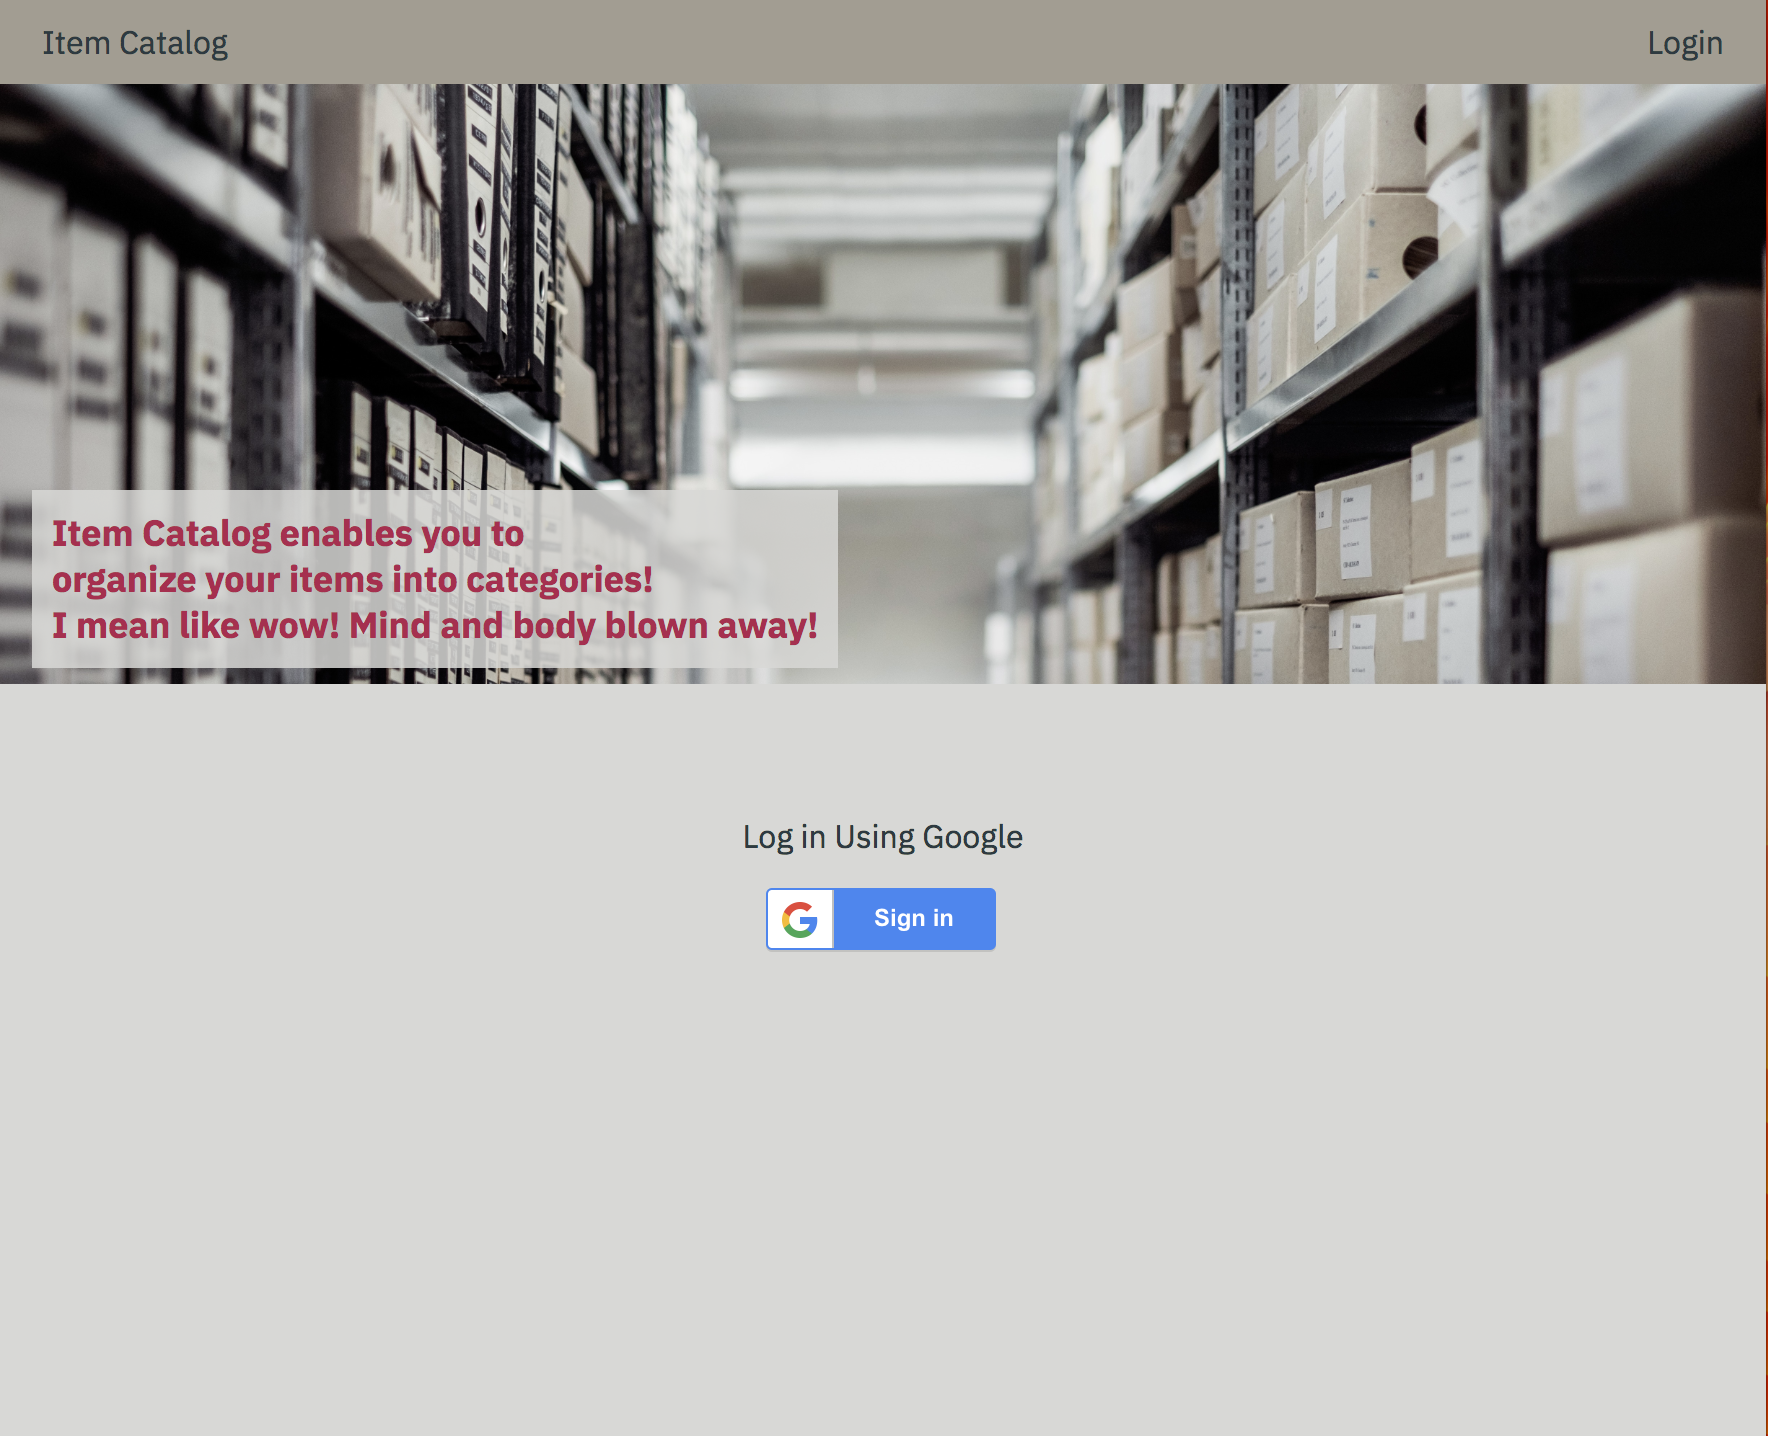 Item Catalog
Login
Item Catalog enables you to
organize your items into categories!
I mean like wow! Mind and body blown away!
Log in Using Google
Sign in